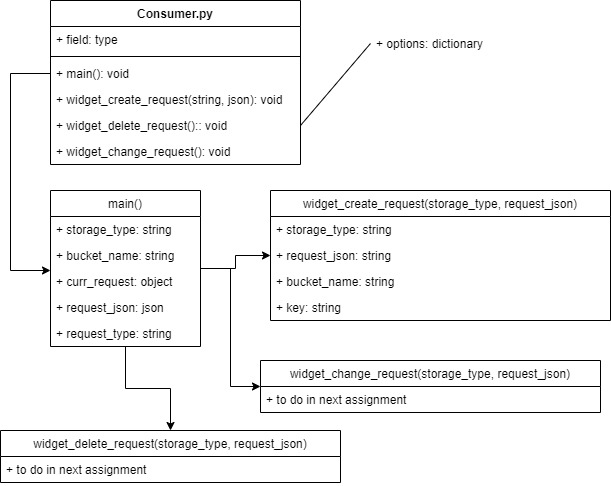 Consumer.py
+ field: type
+ main(): void
+ widget_create_request(string, json): void
+ widget_delete_request():: void
+ widget_change_request(): void
+ options: dictionary
main()
+ storage_type: string
+ bucket_name: string
+ curr_request: object
+ request_json: json
+ request_type: string
widget_create_request(storage_type, request_json)
+ storage_type: string
+ request_json: string
+ bucket_name: string
+ key: string
widget_change_request(storage_type, request_json)
+ to do in next assignment
widget_delete_request(storage_type, request_json)
+ to do in next assignment